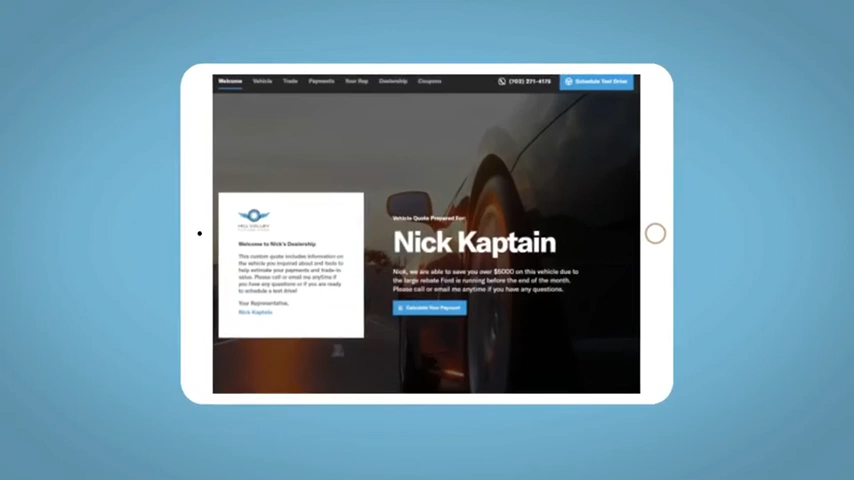 Welcome Vehicle Trade Payments Your Rep Dealership Coupons (702) 271-4175 Schedule Test Drive
HILL VALLEY
Welcome to Nick's Dealership
This custom quote includes information on
the vehicle you inquired about and tools to
help estimate your payments and trade-in
value. Please call or email me anytime if
you have any questions or if you are ready
to schedule a test drive!
Your Representative,
Nick Kaptain
Vehicle Quote Prepared For:
Nick Kaptain
Nick, we are able to save you over $5000 on this vehicle due to
the large rebate Ford is running before the end of the month.
Please call or email me anytime if you have any questions.
Calculate Your Payment